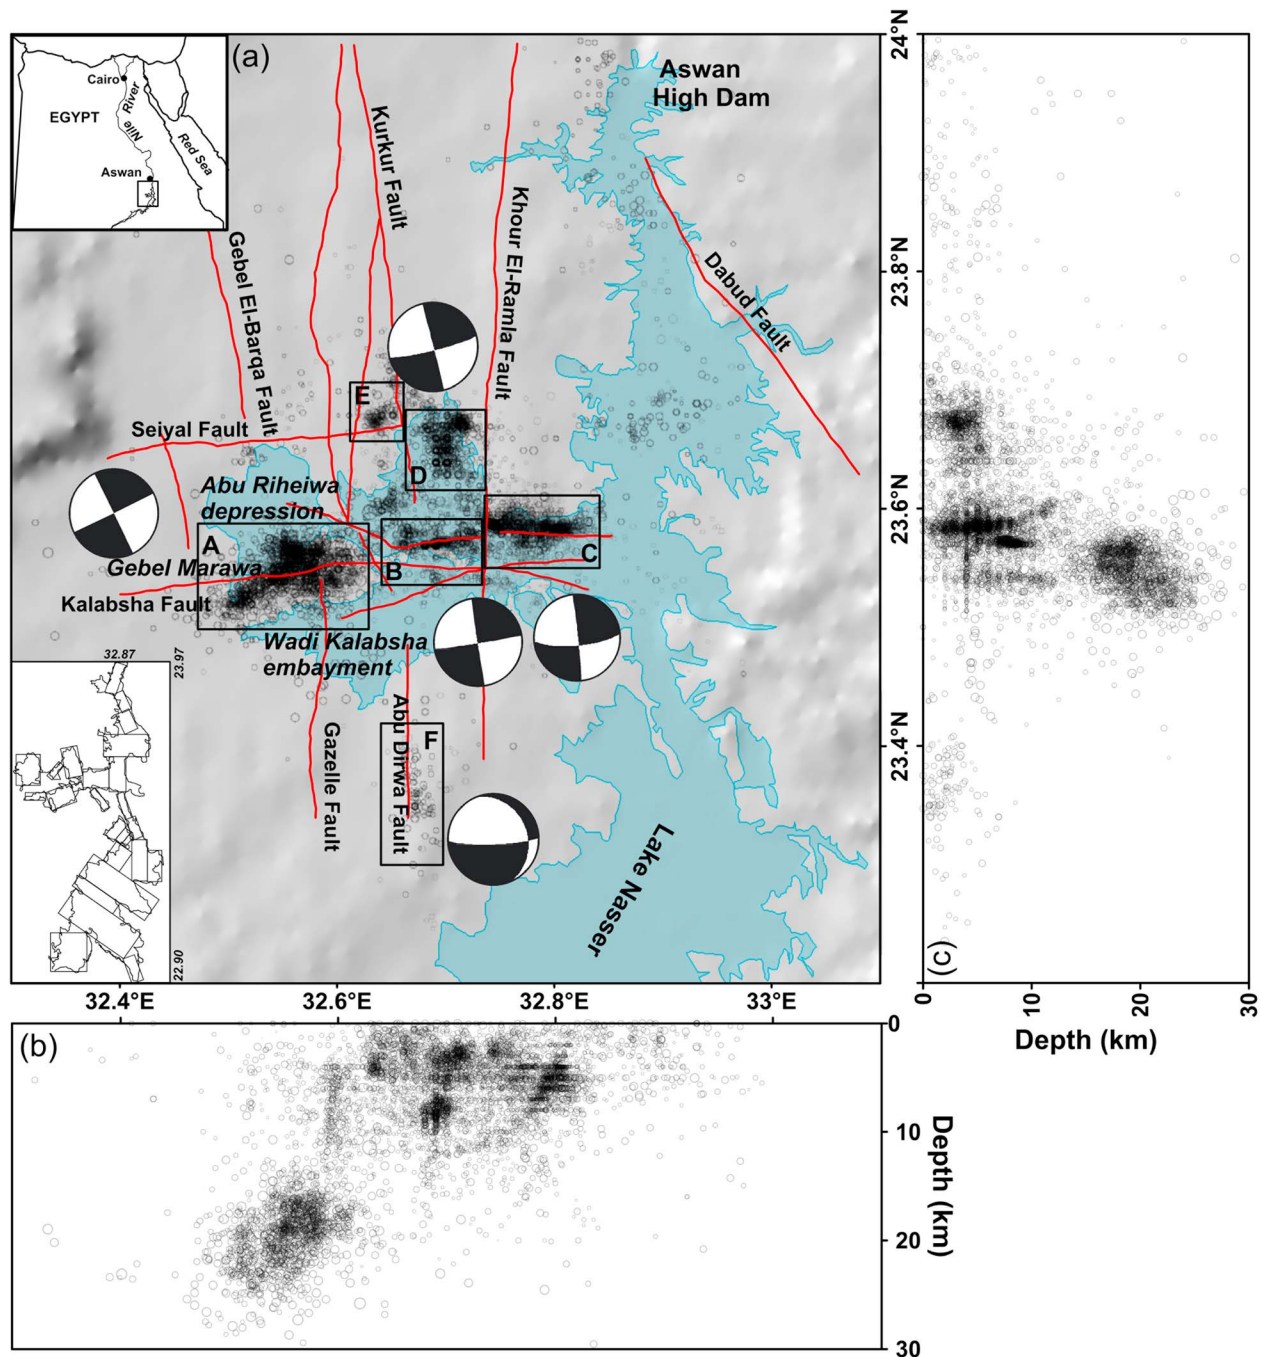 (a)
Cairo
EGYPT
River
Nile
Red Sea
Aswan
Aswan
High Dam
Kurkur Fault
Khour El-Ramla Fault
Gebel El-Barqa Fault
Dabud Fault
Seiyal Fault
E
D
Abu Riheiwa
depression
A
Gebel Marawa
B
C
Kalabsha Fault
Wadi Kalabsha
embayment
Gazelle Fault
Abu Dirwa Fault
F
Lake Nasser
32.87
23.97
22.90
32.4°E
32.6°E
32.8°E
33°E
24°N
23.8°N
23.6°N
23.4°N
(c)
0
10
20
30
Depth (km)
(b)
0
10
20
30
Depth (km)